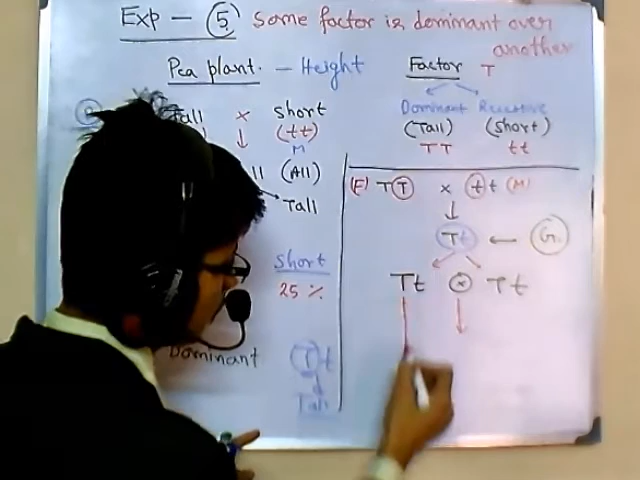 Exp - 5 Some factor is dominant over
another
Pea plant. - Height
Factor T
Dominant Recessive
Tall x short
(Tall) (short)
(tt)
TT tt
M
ll (All)
Tall
(F) TT x tt (M)
Tt ← G.
short
25 %
Tt x Tt
Dominant
Tt
Tall